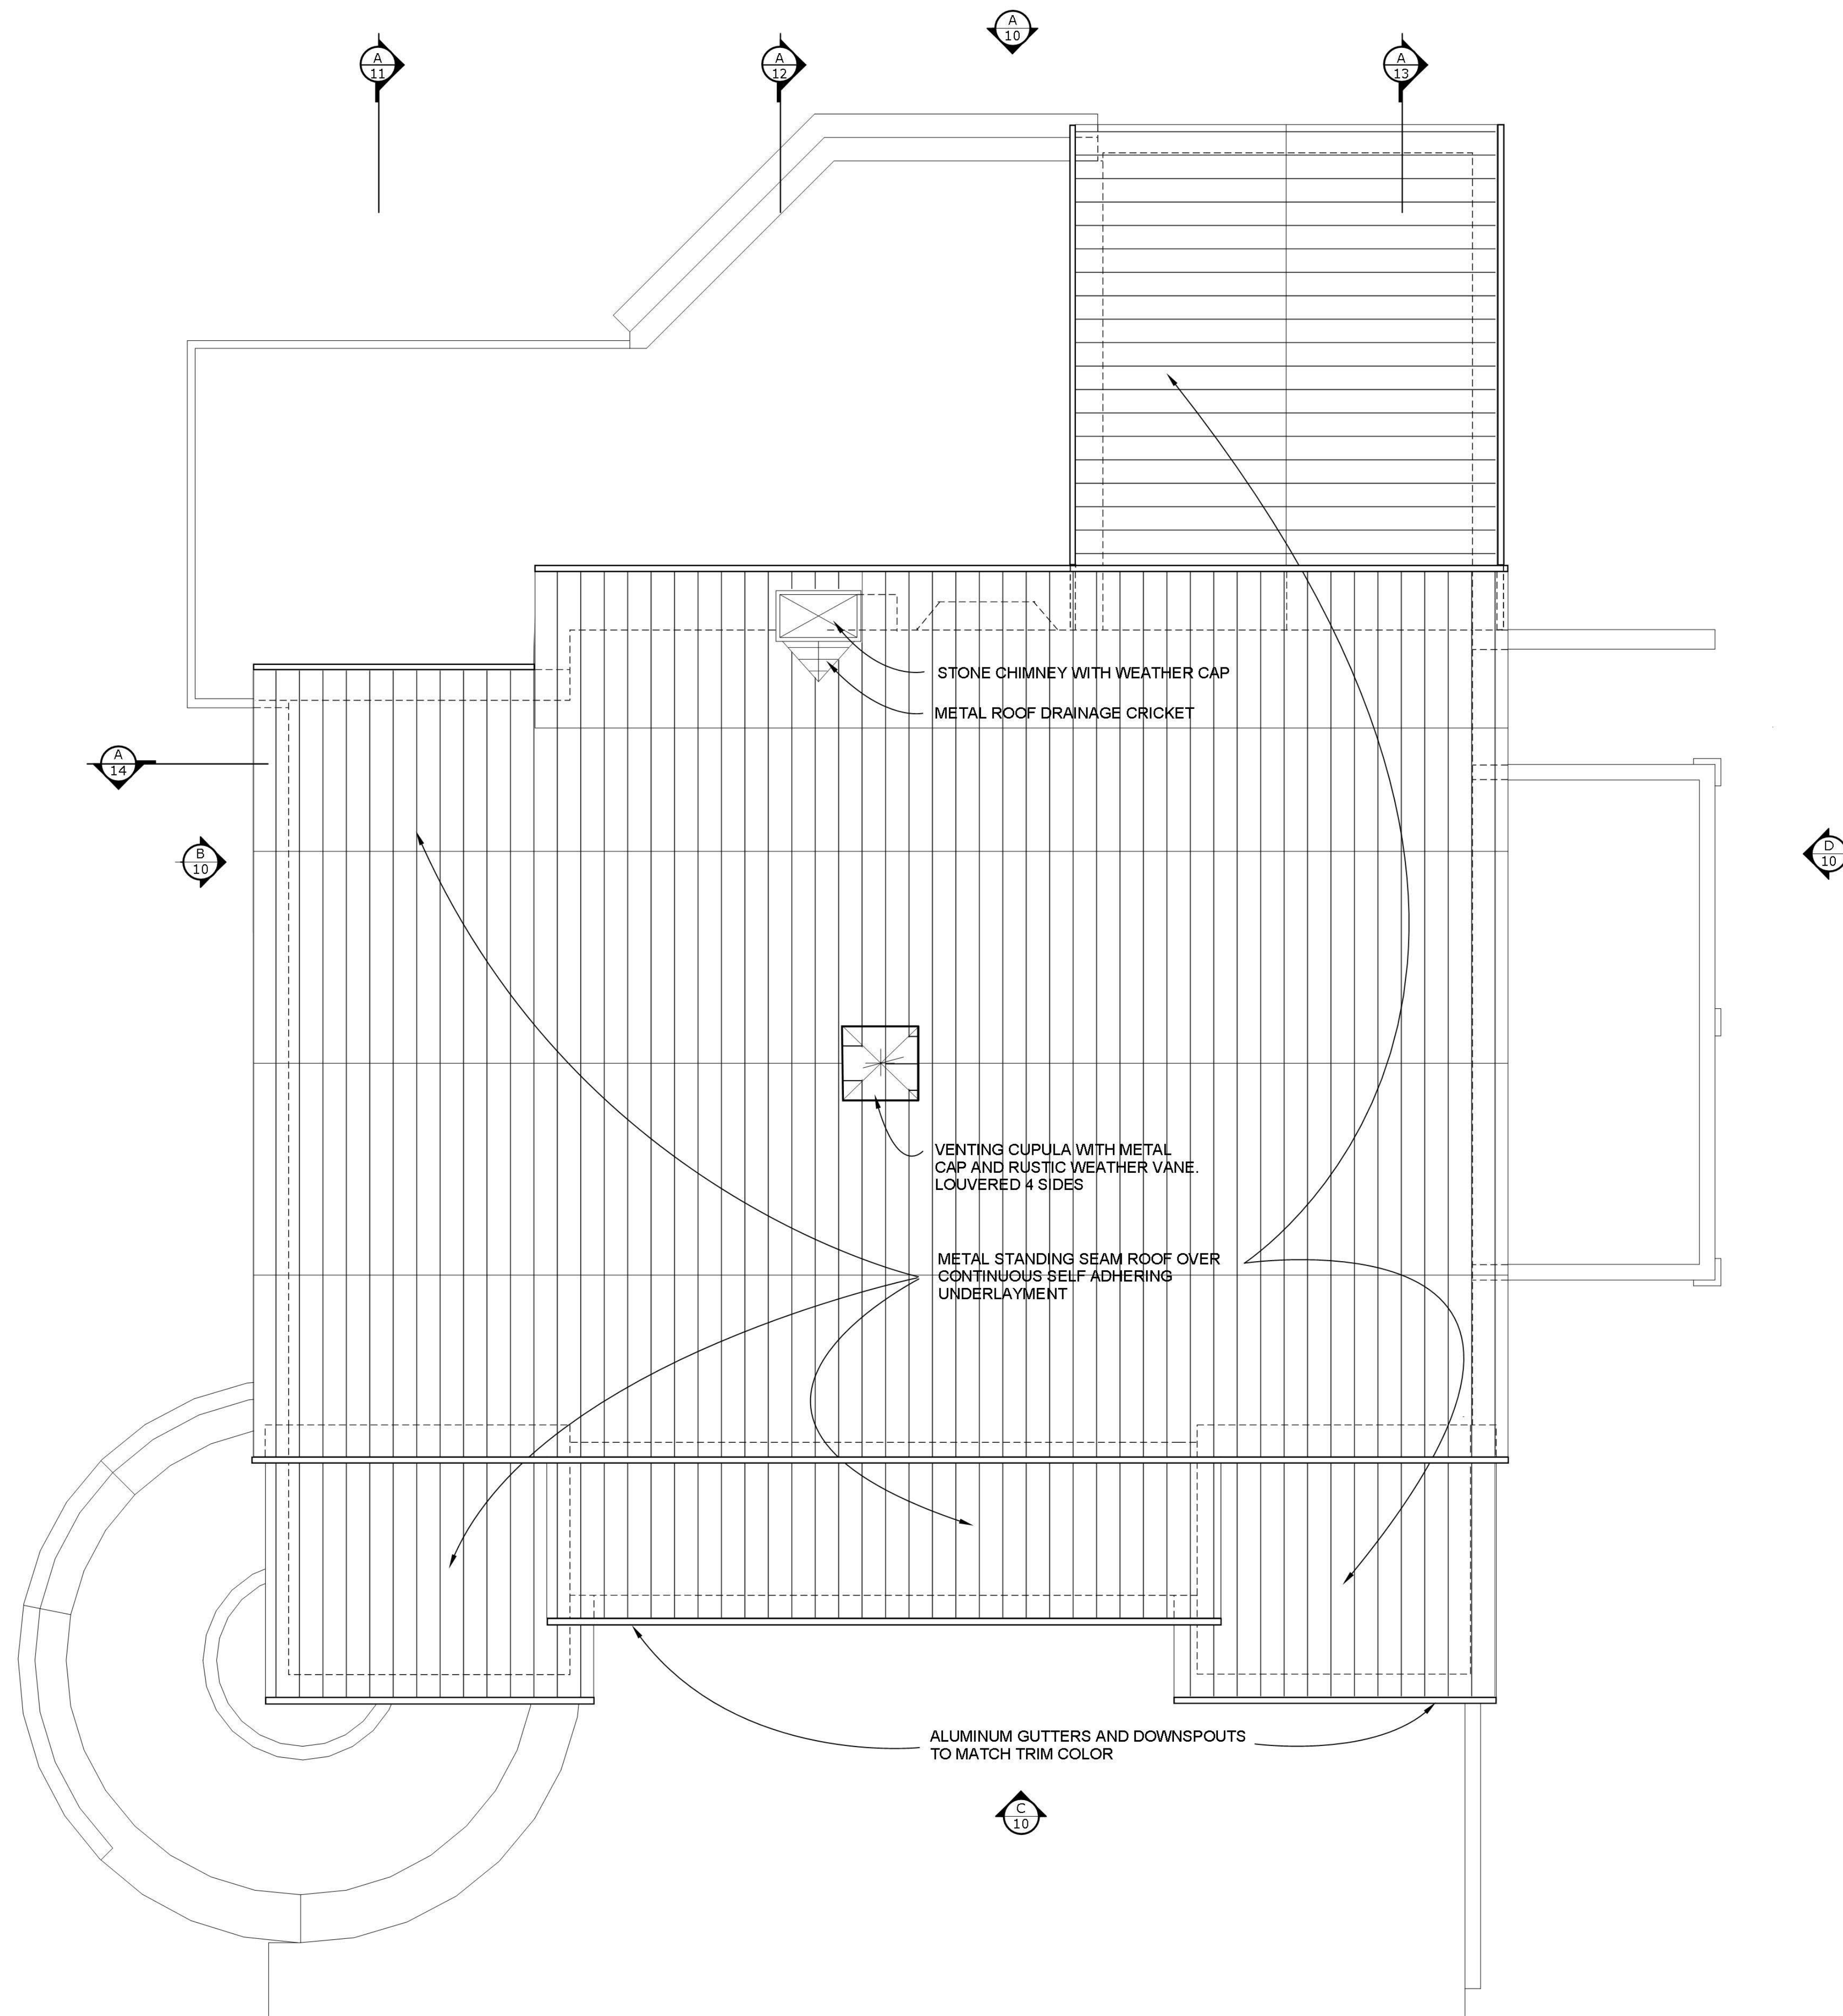 A
10
A
11
A
12
A
13
STONE CHIMNEY WITH WEATHER CAP
METAL ROOF DRAINAGE CRICKET
A
14
B
10
D
10
VENTING CUPULA WITH METAL
CAP AND RUSTIC WEATHER VANE.
LOUVERED 4 SIDES
METAL STANDING SEAM ROOF OVER
CONTINUOUS SELF ADHERING
UNDERLAYMENT
ALUMINUM GUTTERS AND DOWNSPOUTS
TO MATCH TRIM COLOR
C
10